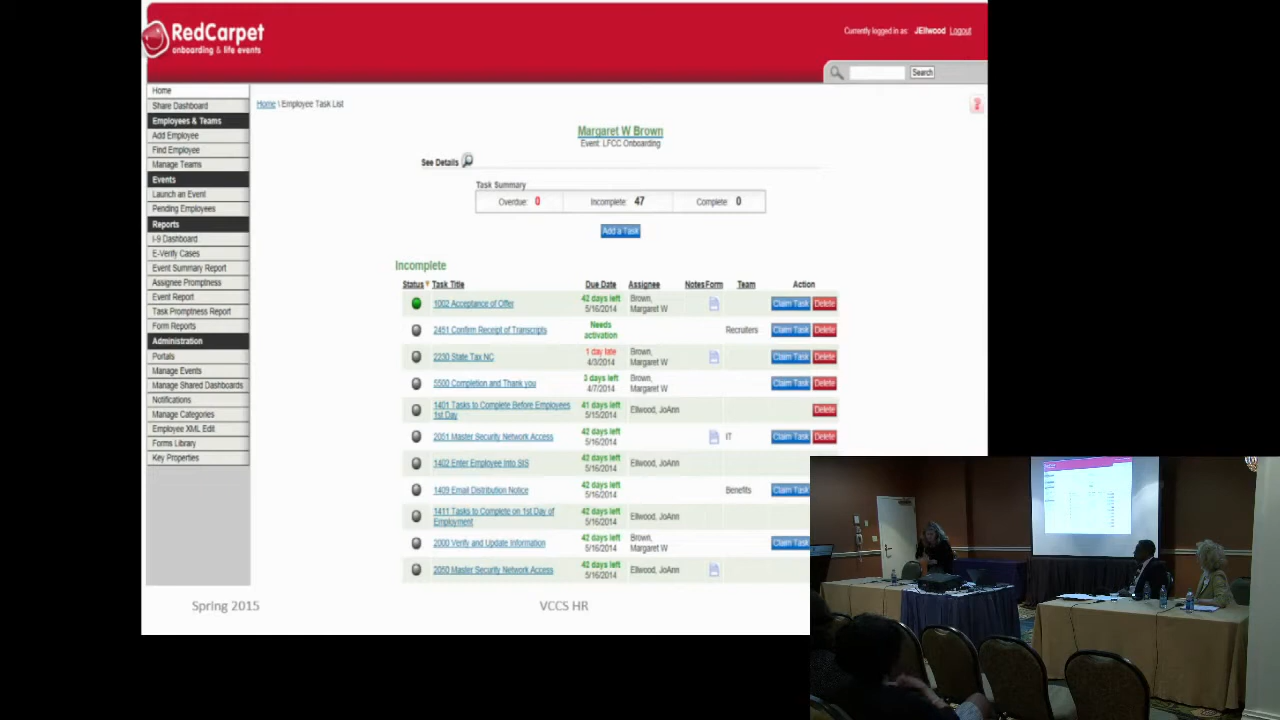 RedCarpet
onboarding & life events
Currently logged in as: JEllwood Logout
Search
Home
Share Dashboard
Employees & Teams
Add Employee
Find Employee
Manage Teams
Events
Launch an Event
Pending Employees
Reports
I-9 Dashboard
E-Verify Cases
Event Summary Report
Assignee Promptness
Event Report
Task Promptness Report
Form Reports
Administration
Portals
Manage Events
Manage Shared Dashboards
Notifications
Manage Categories
Employee XML Edit
Forms Library
Key Properties
Home \ Employee Task List
?
Margaret W Brown
Event: LFCC Onboarding
See Details
Task Summary
Overdue: 0 Incomplete: 47 Complete: 0
Add a Task
Incomplete
Status Task Title Due Date Assignee Notes Form Team Action
1002 Acceptance of Offer 42 days left 5/16/2014 Brown, Margaret W Claim Task Delete
2451 Confirm Receipt of Transcripts Needs activation Recruiters Claim Task Delete
2230 State Tax NC 1 day late 4/3/2014 Brown, Margaret W Claim Task Delete
5500 Completion and Thank you 3 days left 4/7/2014 Brown, Margaret W Claim Task Delete
1401 Tasks to Complete Before Employees 1st Day 41 days left 5/15/2014 Ellwood, JoAnn Delete
2051 Master Security Network Access 42 days left 5/16/2014 IT Claim Task Delete
1402 Enter Employee Into SIS 42 days left 5/16/2014 Ellwood, JoAnn
1409 Email Distribution Notice 42 days left 5/16/2014 Benefits Claim Task
1411 Tasks to Complete on 1st Day of Employment 42 days left 5/16/2014 Ellwood, JoAnn
2000 Verify and Update Information 42 days left 5/16/2014 Brown, Margaret W Claim Task
2050 Master Security Network Access 42 days left 5/16/2014 Ellwood, JoAnn
Spring 2015
VCCS HR